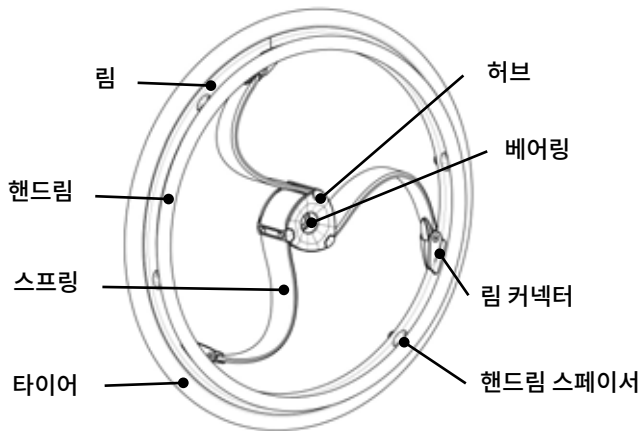 림
허브
베어링
핸드림
스프링
림 커넥터
타이어
핸드림 스페이서